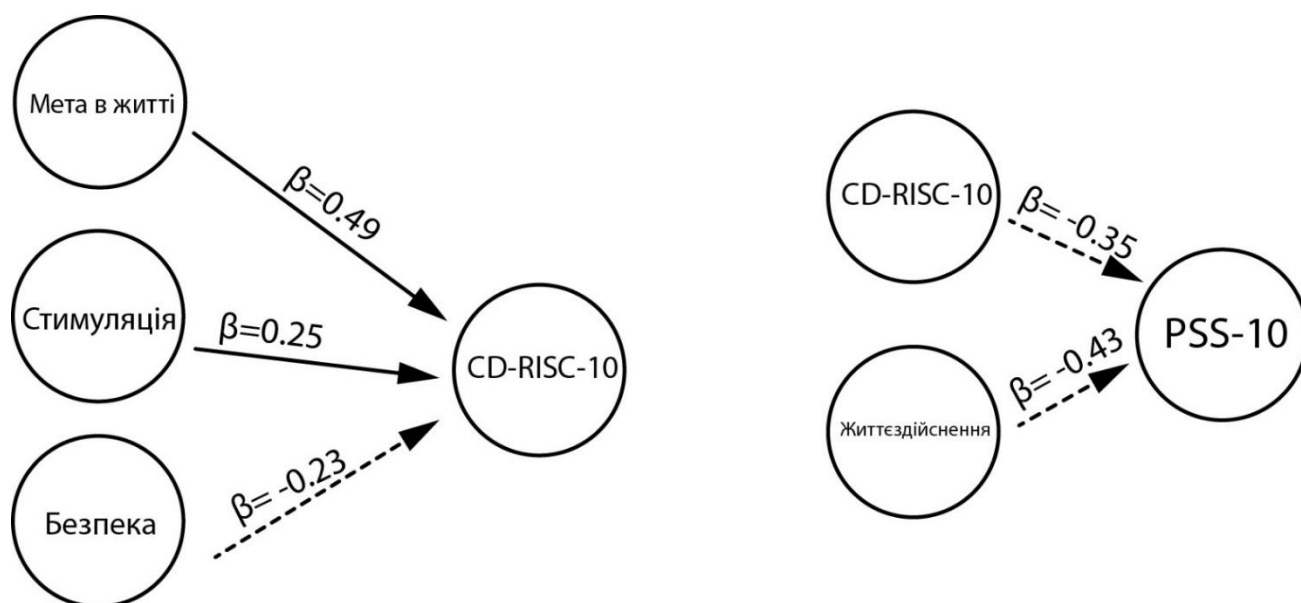 Мета в житті
β=0.49
Стимуляція
β=0.25
CD-RISC-10
Безпека
β= -0.23
CD-RISC-10
β= -0.35
PSS-10
Життєздійснення
β= -0.43